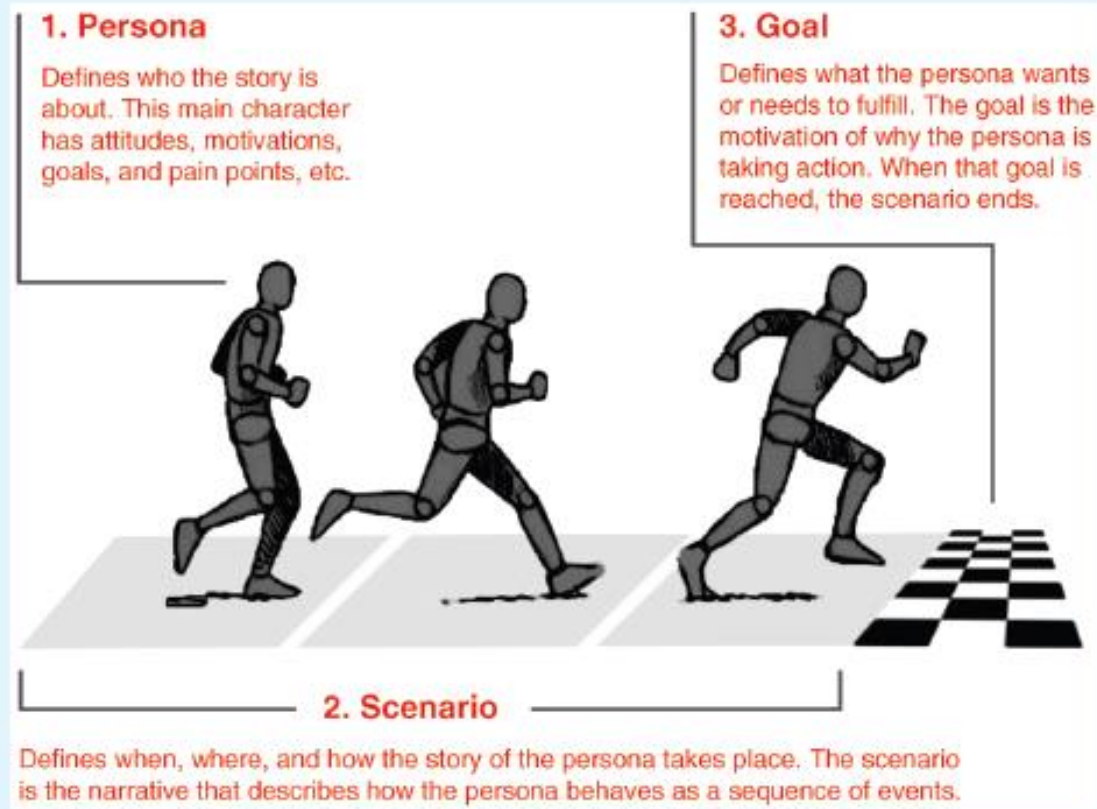 1. Persona
Defines who the story is
about. This main character
has attitudes, motivations,
goals, and pain points, etc.
3. Goal
Defines what the persona wants
or needs to fulfill. The goal is the
motivation of why the persona is
taking action. When that goal is
reached, the scenario ends.
2. Scenario
Defines when, where, and how the story of the persona takes place. The scenario
is the narrative that describes how the persona behaves as a sequence of events.